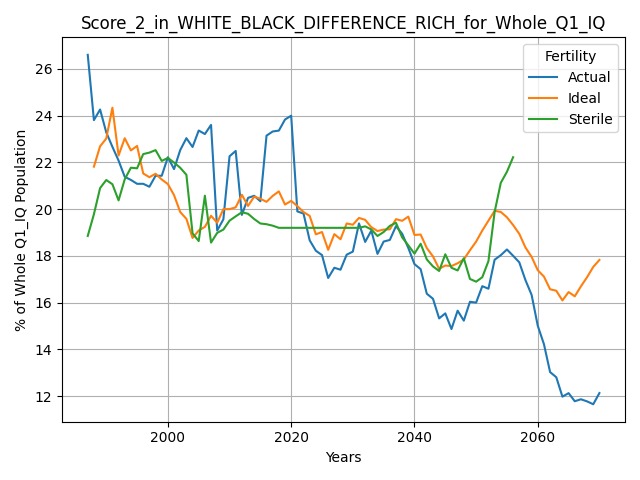 Score_2_in_WHITE_BLACK_DIFFERENCE_RICH_for_Whole_Q1_IQ
Fertility
Actual
Ideal
Sterile
% of Whole Q1_IQ Population
26
24
22
20
18
16
14
12
2000
2020
2040
2060
Years